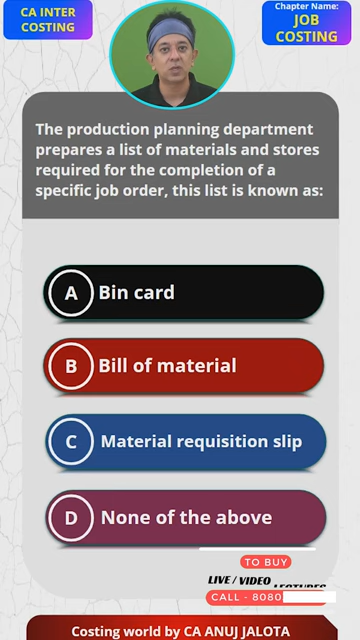 CA INTER
COSTING
Chapter Name:
JOB
COSTING
The production planning department
prepares a list of materials and stores
required for the completion of a
specific job order, this list is known as:
A Bin card
B Bill of material
C Material requisition slip
D None of the above
TO BUY
LIVE / VIDEO LECTURES
CALL - 8080
Costing world by CA ANUJ JALOTA